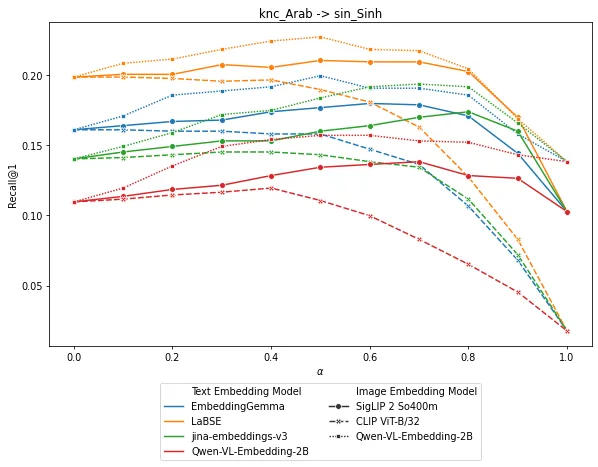 knc_Arab -> sin_Sinh
Recall@1
0.20
0.15
0.10
0.05
0.0 0.2 0.4 0.6 0.8 1.0
α
Text Embedding Model
EmbeddingGemma
LaBSE
jina-embeddings-v3
Qwen-VL-Embedding-2B
Image Embedding Model
SigLIP 2 So400m
CLIP ViT-B/32
Qwen-VL-Embedding-2B